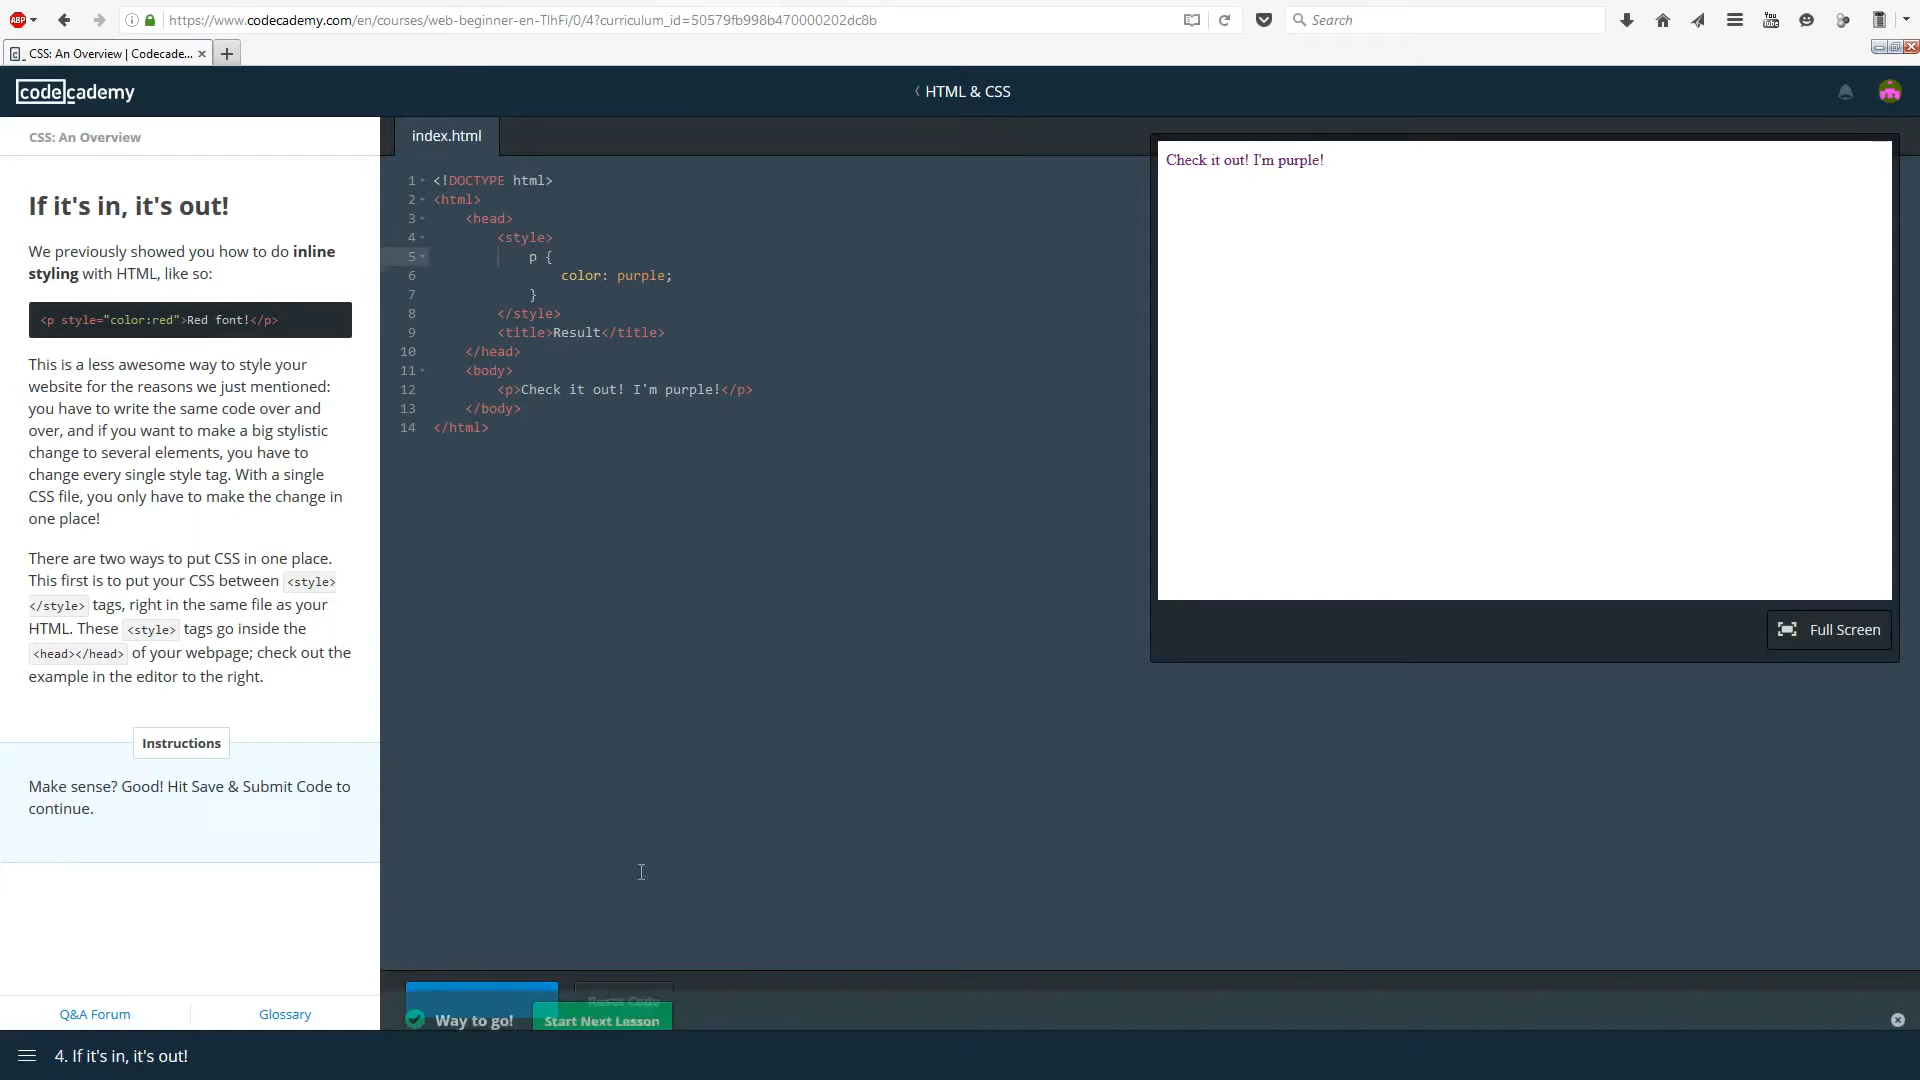 ABP
https://www.codecademy.com/en/courses/web-beginner-en-TlhFi/0/4?curriculum_id=50579fb998b470000202dc8b
Search
You
Tube
CSS: An Overview | Codecade...
codecademy
HTML & CSS
CSS: An Overview
If it's in, it's out!
We previously showed you how to do inline
styling with HTML, like so:
<p style="color:red">Red font!</p>
This is a less awesome way to style your
website for the reasons we just mentioned:
you have to write the same code over and
over, and if you want to make a big stylistic
change to several elements, you have to
change every single style tag. With a single
CSS file, you only have to make the change in
one place!
There are two ways to put CSS in one place.
This first is to put your CSS between <style>
</style> tags, right in the same file as your
HTML. These <style> tags go inside the
<head></head> of your webpage; check out the
example in the editor to the right.
Instructions
Make sense? Good! Hit Save & Submit Code to
continue.
Q&A Forum
Glossary
index.html
1 <!DOCTYPE html>
2 <html>
3 <head>
4 <style>
5 p {
6 color: purple;
7 }
8 </style>
9 <title>Result</title>
10 </head>
11 <body>
12 <p>Check it out! I'm purple!</p>
13 </body>
14 </html>
Check it out! I'm purple!
Full Screen
Reset Code
Way to go!
Start Next Lesson
4. If it's in, it's out!